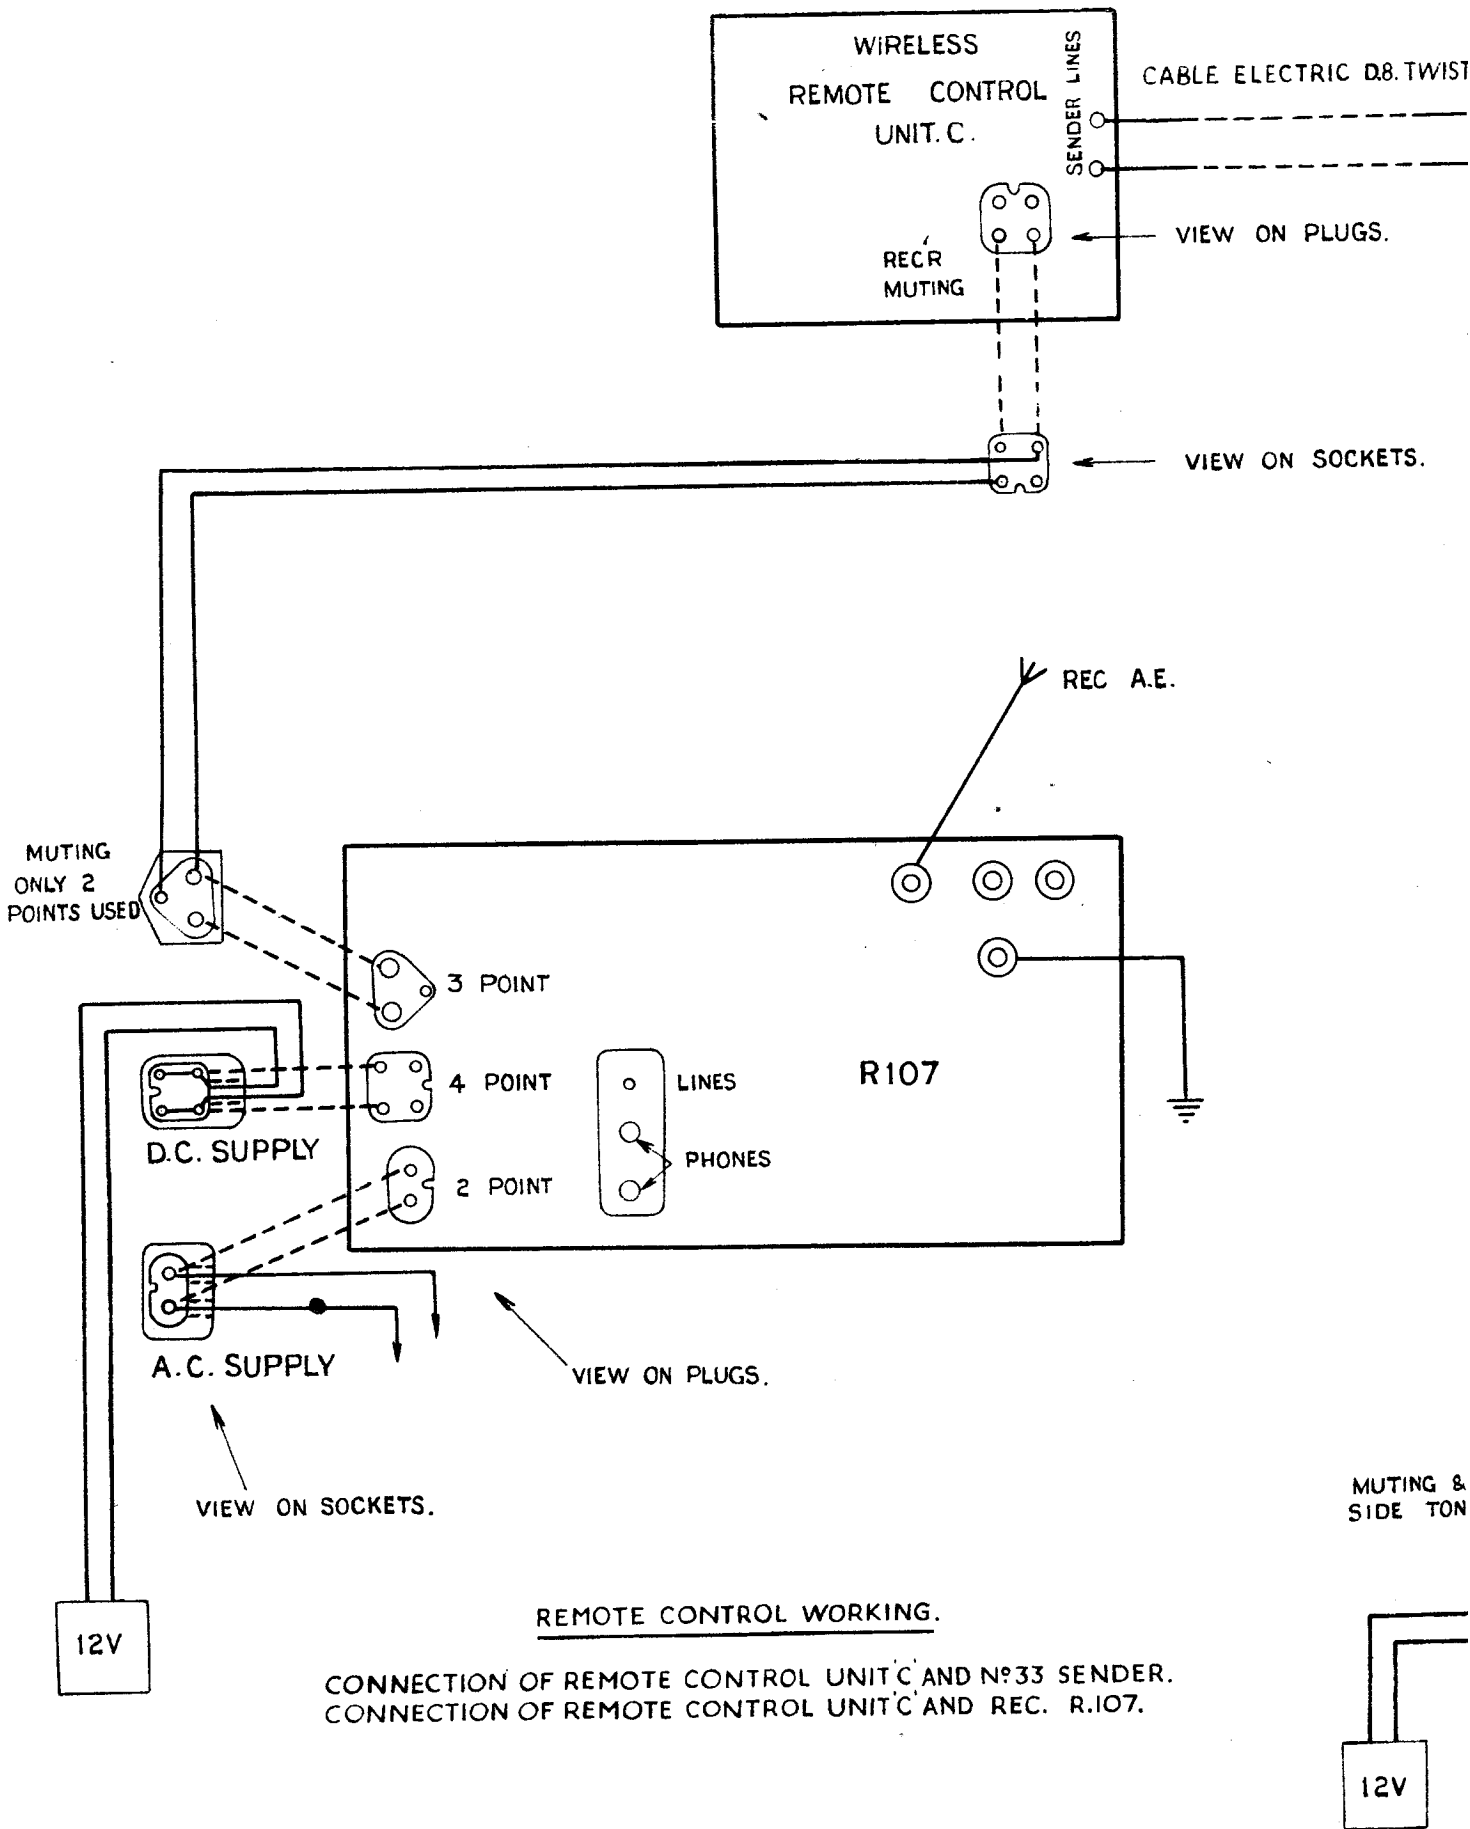 WIRELESS
REMOTE CONTROL
UNIT. C.
SENDER LINES
CABLE ELECTRIC D.8. TWIST
VIEW ON PLUGS.
REC'R
MUTING
VIEW ON SOCKETS.
REC A.E.
MUTING
ONLY 2
POINTS USED
3 POINT
4 POINT
LINES
R107
D.C. SUPPLY
PHONES
2 POINT
A.C. SUPPLY
VIEW ON PLUGS.
VIEW ON SOCKETS.
MUTING &
SIDE TON
12V
REMOTE CONTROL WORKING.
CONNECTION OF REMOTE CONTROL UNIT 'C' AND Nº33 SENDER.
CONNECTION OF REMOTE CONTROL UNIT 'C' AND REC. R.107.
12V